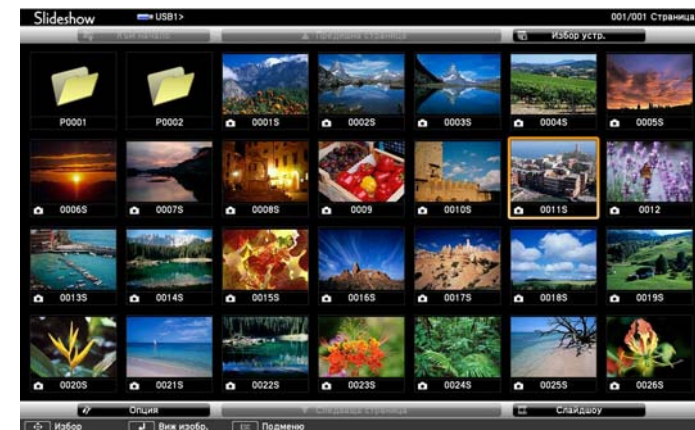 Slideshow USB1> 001/001 Страница
Към начало Предишна страница Избор устр.
P0001 P0002 0001S 0002S 0003S 0004S 0005S
0006S 0007S 0008S 0009 0010S 0011S 0012
0013S 0014S 0015S 0016S 0017S 0018S 0019S
0020S 0021S 0022S 0023S 0024S 0025S 0026S
Опция Следваща страница Слайдшоу
Избор Виж изобр. Esc Подменю